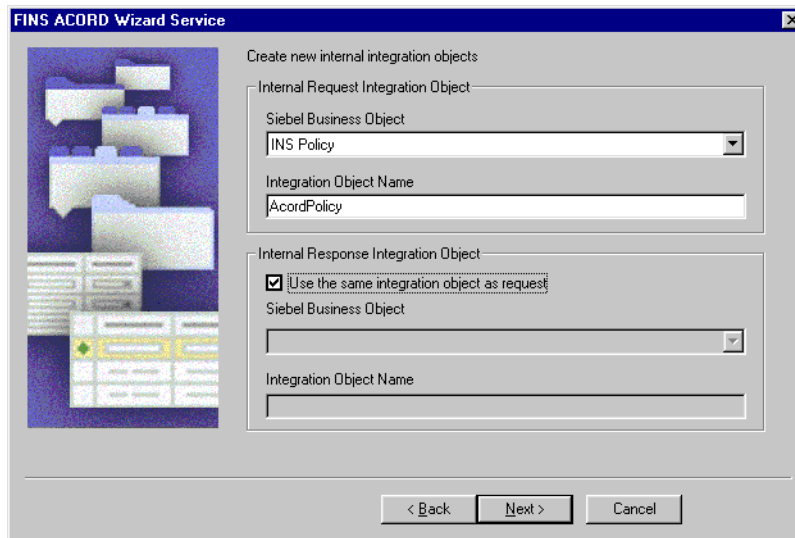 FINS ACORD Wizard Service
Create new internal integration objects
Internal Request Integration Object
Siebel Business Object
INS Policy
Integration Object Name
AcordPolicy
Internal Response Integration Object
Use the same integration object as request
Siebel Business Object
Integration Object Name
< Back Next > Cancel